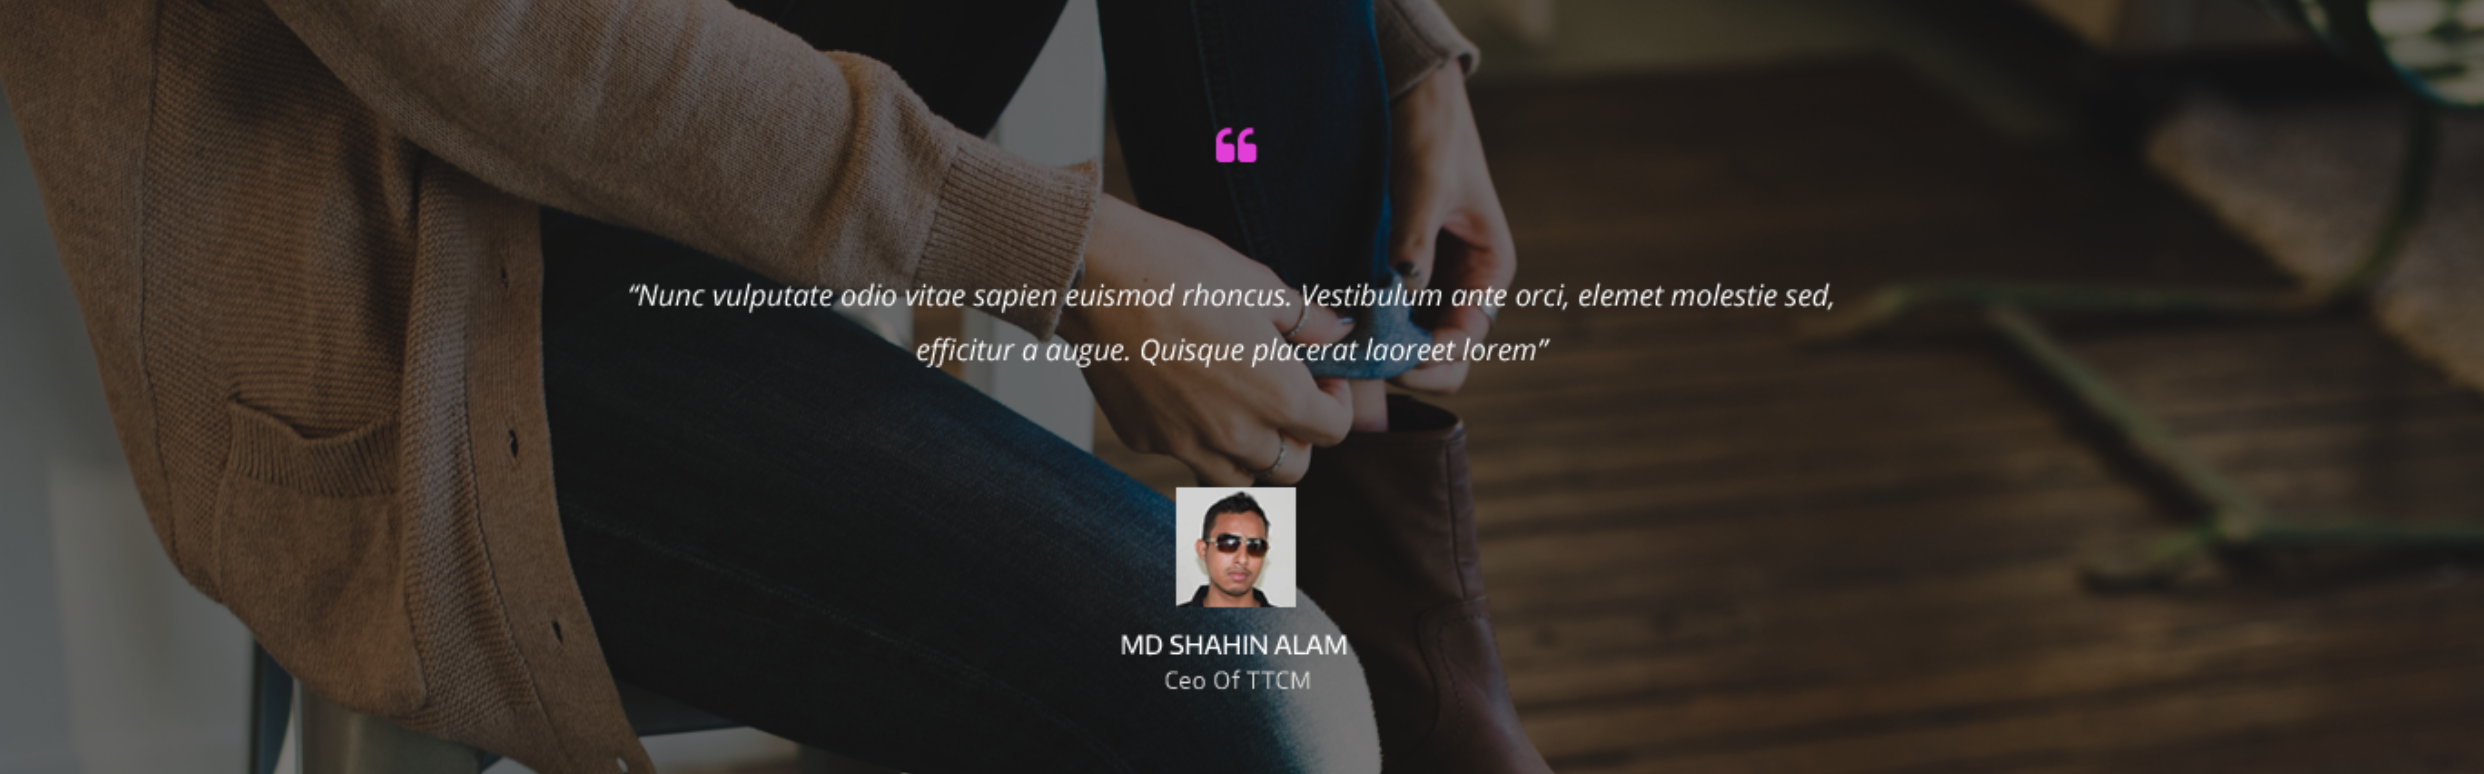 “Nunc vulputate odio vitae sapien euismod rhoncus. Vestibulum ante orci, elemet molestie sed,
efficitur a augue. Quisque placerat laoreet lorem”
MD SHAHIN ALAM
Ceo Of TTCM